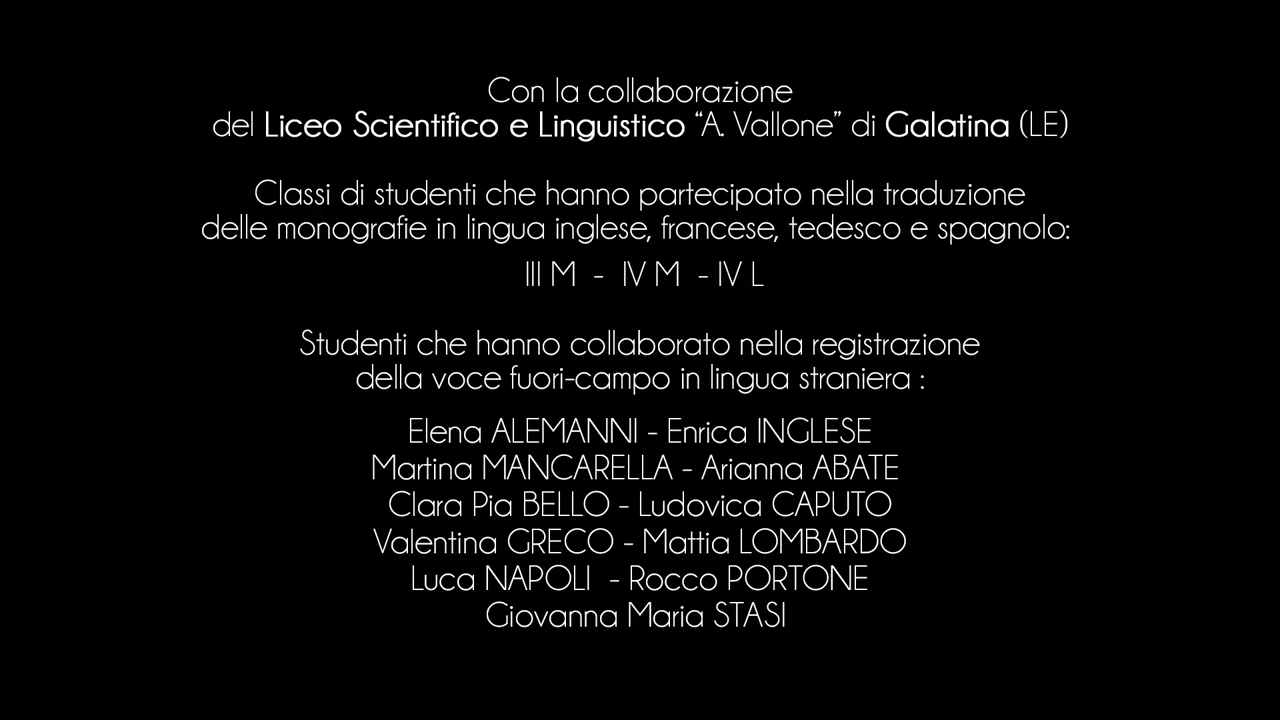 Con la collaborazione
del Liceo Scientifico e Linguistico “A. Vallone” di Galatina (LE)
Classi di studenti che hanno partecipato nella traduzione
delle monografie in lingua inglese, francese, tedesco e spagnolo:
III M - IV M - IV L
Studenti che hanno collaborato nella registrazione
della voce fuori-campo in lingua straniera :
Elena ALEMANNI - Enrica INGLESE
Martina MANCARELLA - Arianna ABATE
Clara Pia BELLO - Ludovica CAPUTO
Valentina GRECO - Mattia LOMBARDO
Luca NAPOLI - Rocco PORTONE
Giovanna Maria STASI